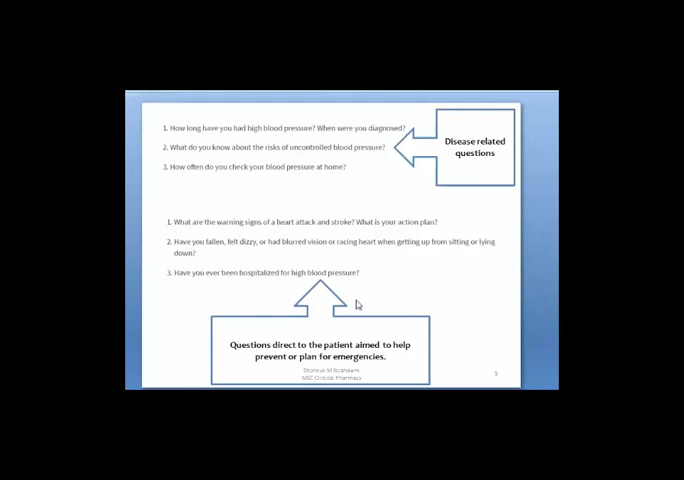 1. How long have you had high blood pressure? When were you diagnosed?
2. What do you know about the risks of uncontrolled blood pressure?
3. How often do you check your blood pressure at home?
Disease related
questions
1. What are the warning signs of a heart attack and stroke? What is your action plan?
2. Have you fallen, felt dizzy, or had blurred vision or racing heart when getting up from sitting or lying
down?
3. Have you ever been hospitalized for high blood pressure?
Questions direct to the patient aimed to help
prevent or plan for emergencies.
Shorouk M Ibraheem
MSC Clinical Pharmacy